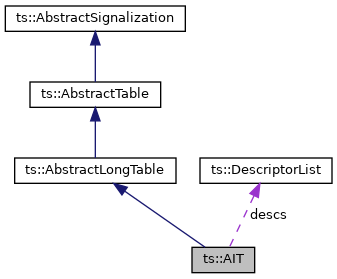 ts::AbstractSignalization
ts::AbstractTable
ts::AbstractLongTable
ts::DescriptorList
descs
ts::AIT